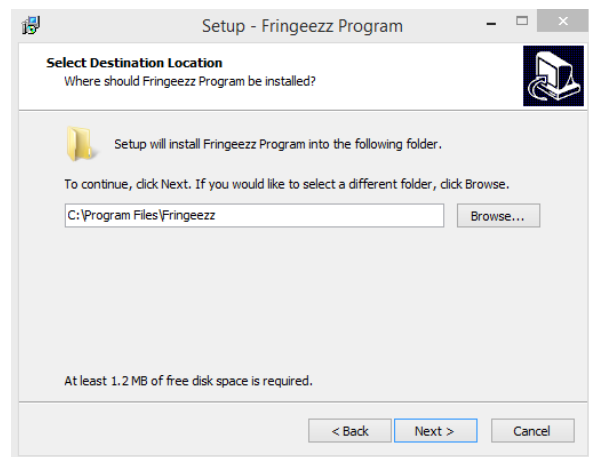 Setup - Fringeezz Program
Select Destination Location
Where should Fringeezz Program be installed?
Setup will install Fringeezz Program into the following folder.
To continue, click Next. If you would like to select a different folder, click Browse.
C:\Program Files\Fringeezz
Browse...
At least 1.2 MB of free disk space is required.
< Back
Next >
Cancel